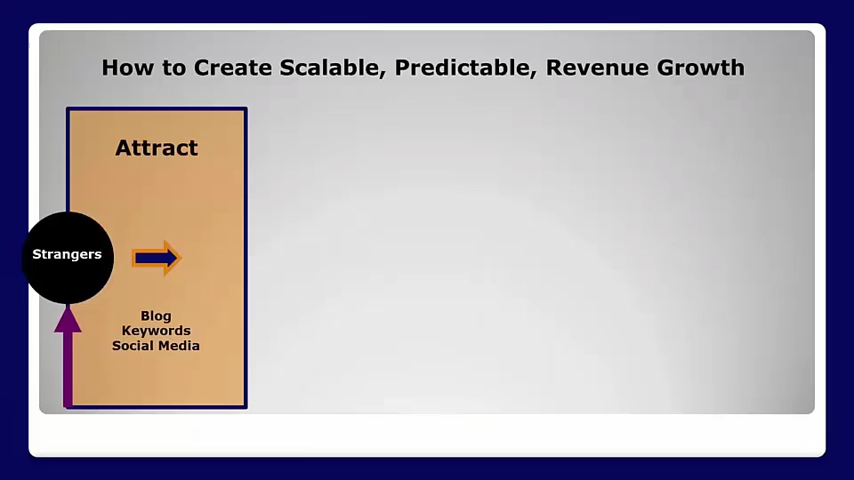 How to Create Scalable, Predictable, Revenue Growth
Attract
Strangers
Blog
Keywords
Social Media